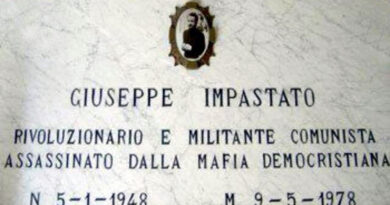 GIUSEPPE IMPASTATO
RIVOLUZIONARIO E MILITANTE COMUNISTA
ASSASSINATO DALLA MAFIA DEMOCRISTIANA
N. 5-1-1948 M. 9-5-1978